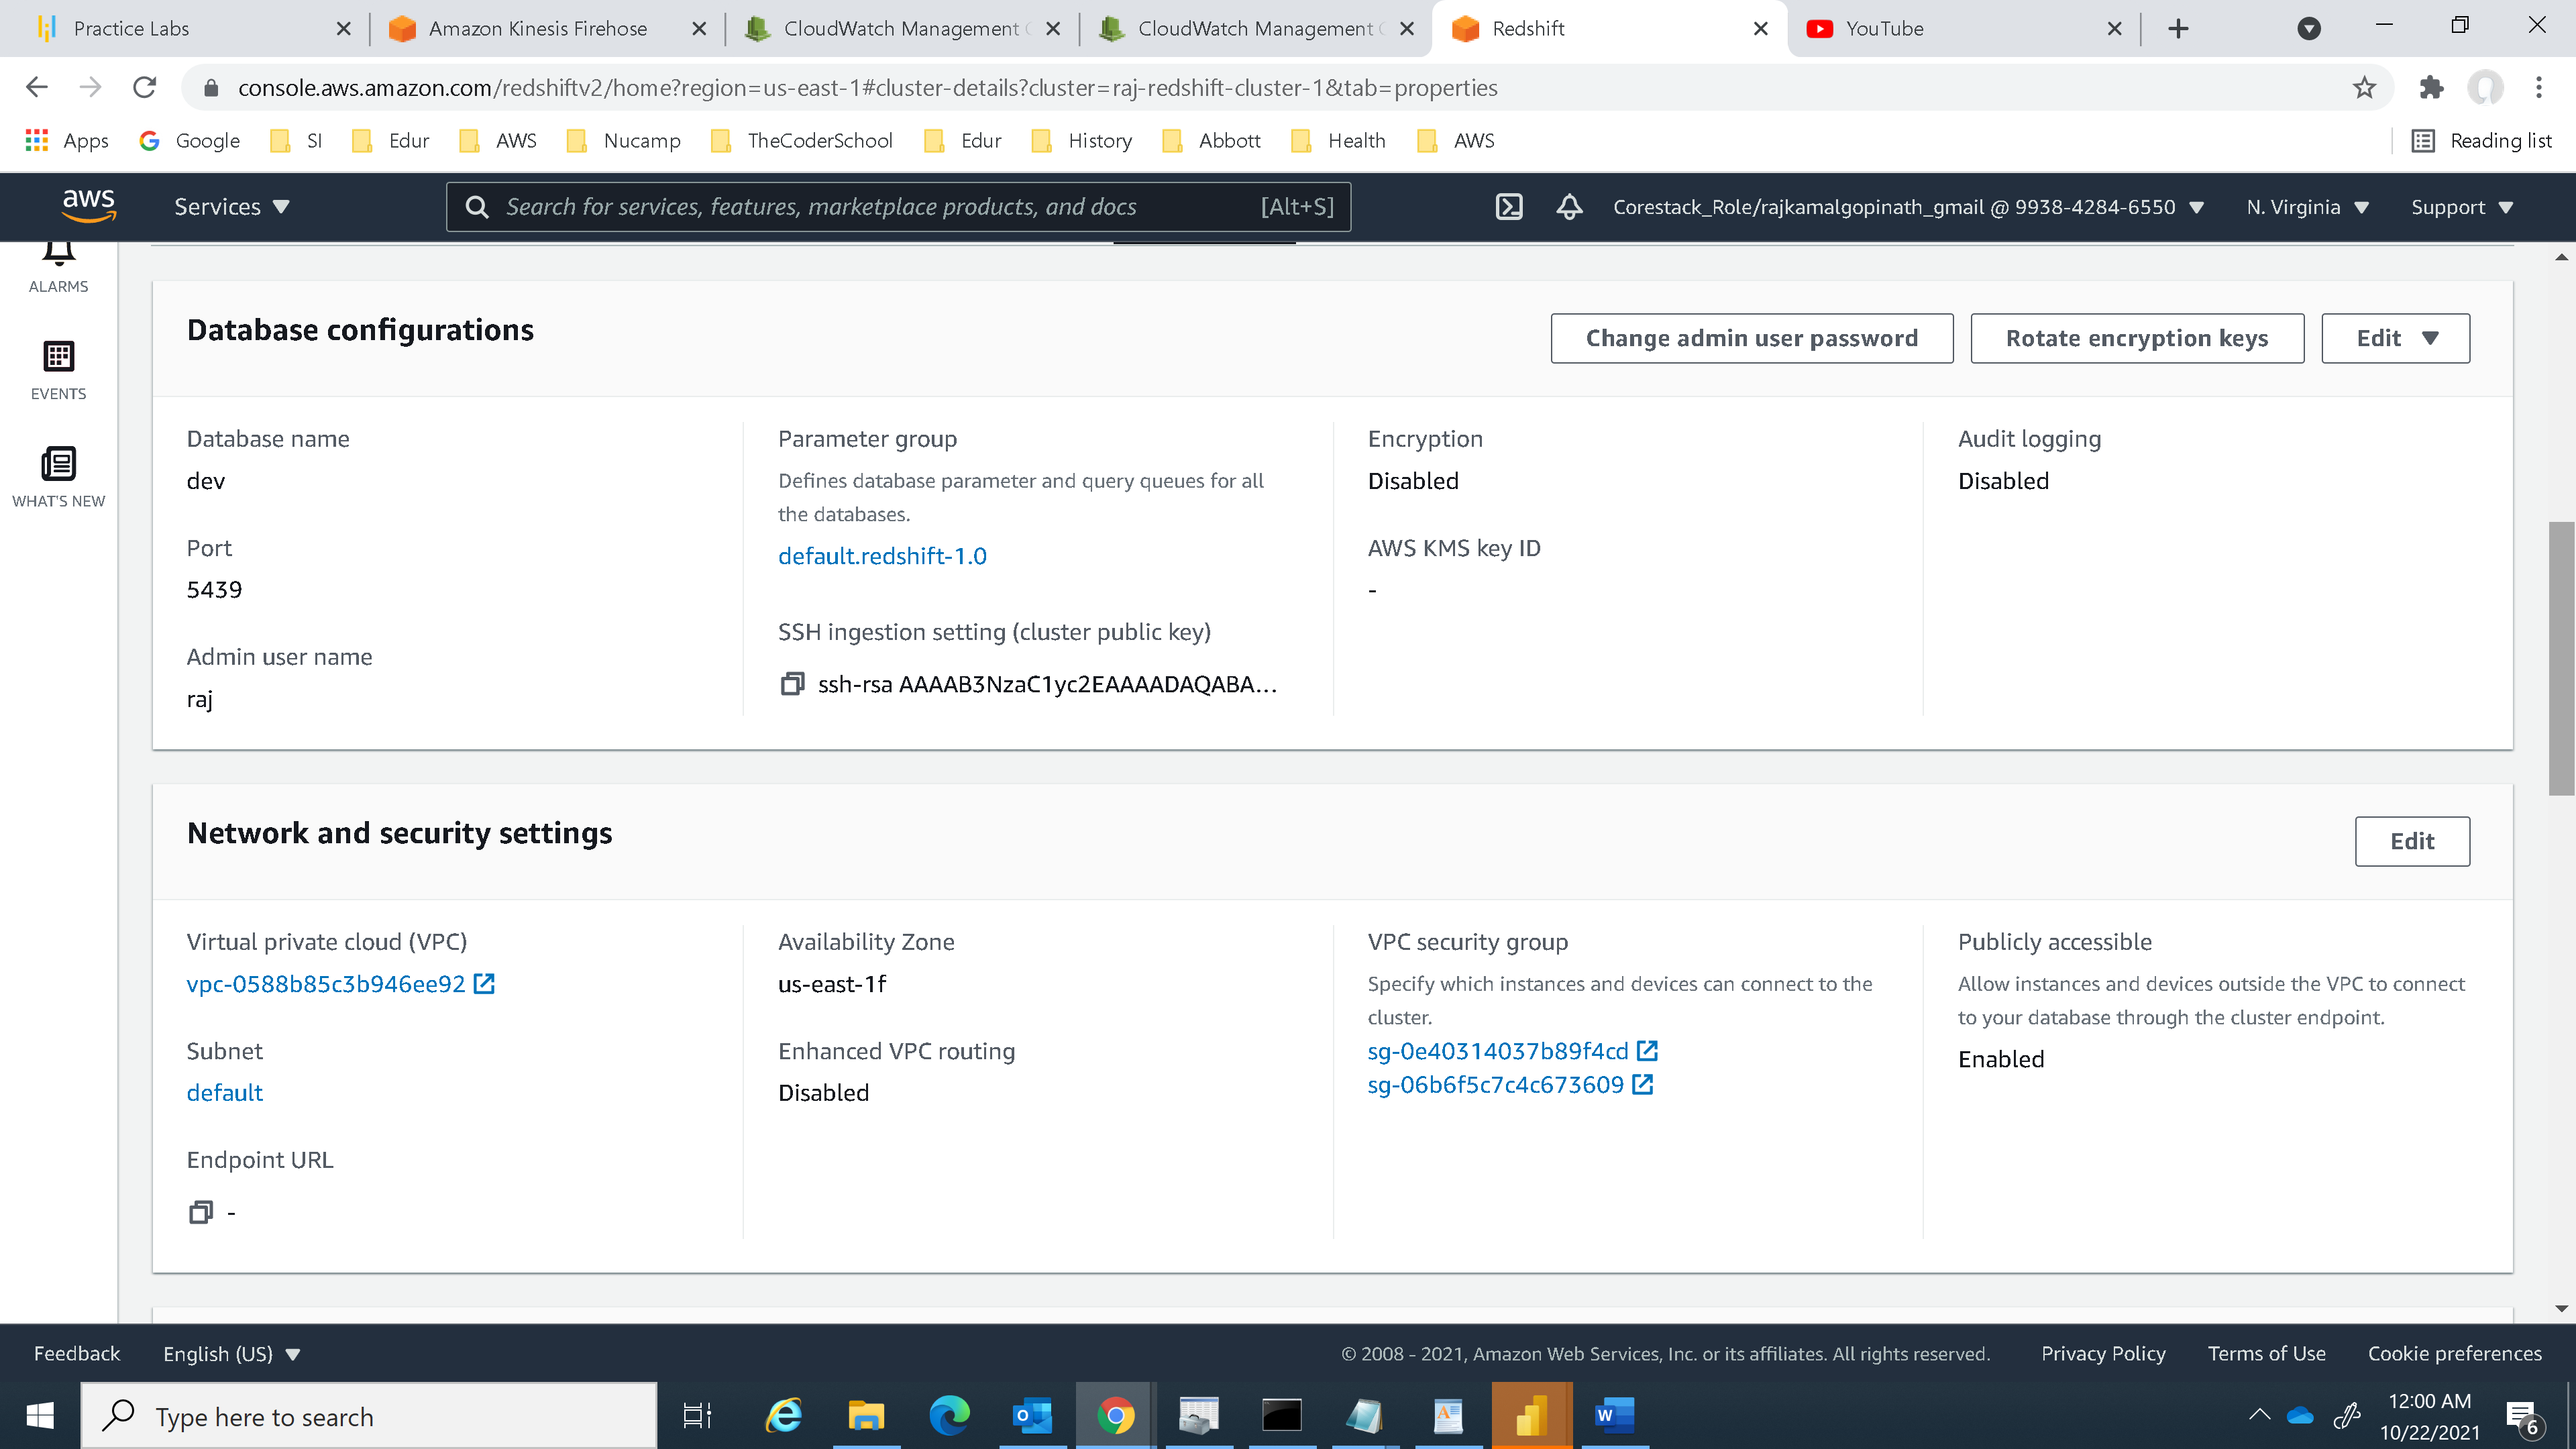 Practice Labs
Amazon Kinesis Firehose
CloudWatch Management
CloudWatch Management
Redshift
YouTube
console.aws.amazon.com/redshiftv2/home?region=us-east-1#cluster-details?cluster=raj-redshift-cluster-1&tab=properties
Apps Google SI Edur AWS Nucamp TheCoderSchool Edur History Abbott Health AWS Reading list
aws Services Search for services, features, marketplace products, and docs [Alt+S] Corestack_Role/rajkamalgopinath_gmail @ 9938-4284-6550 N. Virginia Support
ALARMS
EVENTS
WHAT'S NEW
Database configurations
Change admin user password Rotate encryption keys Edit
Database name
dev
Port
5439
Admin user name
raj
Parameter group
Defines database parameter and query queues for all
the databases.
default.redshift-1.0
SSH ingestion setting (cluster public key)
ssh-rsa AAAAB3NzaC1yc2EAAAADAQABA...
Encryption
Disabled
AWS KMS key ID
-
Audit logging
Disabled
Network and security settings
Edit
Virtual private cloud (VPC)
vpc-0588b85c3b946ee92
Subnet
default
Endpoint URL
-
Availability Zone
us-east-1f
Enhanced VPC routing
Disabled
VPC security group
Specify which instances and devices can connect to the
cluster.
sg-0e40314037b89f4cd
sg-06b6f5c7c4c673609
Publicly accessible
Allow instances and devices outside the VPC to connect
to your database through the cluster endpoint.
Enabled
Feedback English (US) © 2008 - 2021, Amazon Web Services, Inc. or its affiliates. All rights reserved. Privacy Policy Terms of Use Cookie preferences
Type here to search
12:00 AM
10/22/2021
6